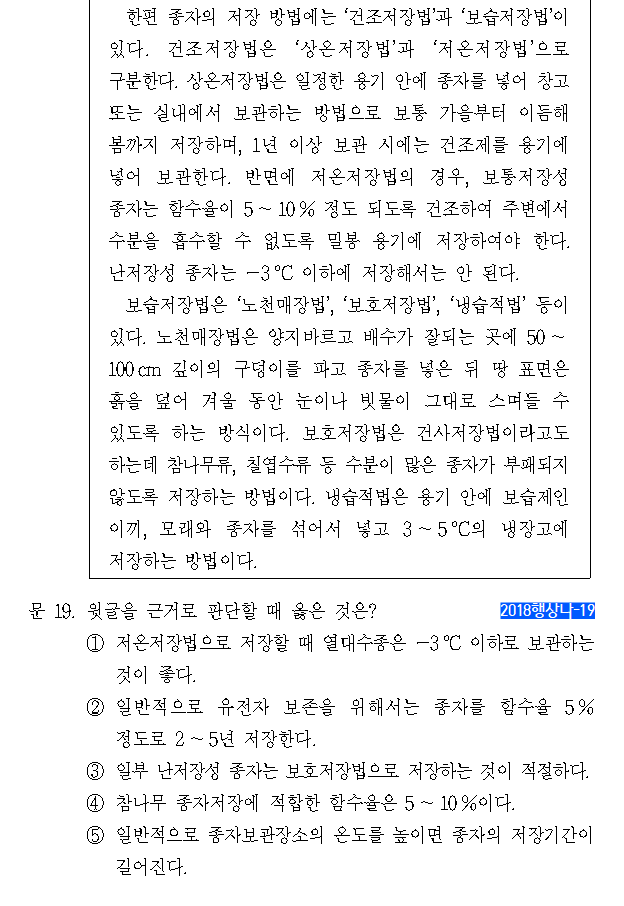 한편 종자의 저장 방법에는 ‘건조저장법’과 ‘보습저장법’이
있다. 건조저장법은 ‘상온저장법’과 ‘저온저장법’으로
구분한다. 상온저장법은 일정한 용기 안에 종자를 넣어 창고
또는 실내에서 보관하는 방법으로 보통 가을부터 이듬해
봄까지 저장하며, 1년 이상 보관 시에는 건조제를 용기에
넣어 보관한다. 반면에 저온저장법의 경우, 보통저장성
종자는 함수율이 5 ~ 10 % 정도 되도록 건조하여 주변에서
수분을 흡수할 수 없도록 밀봉 용기에 저장하여야 한다.
난저장성 종자는 -3 ℃ 이하에 저장해서는 안 된다.
보습저장법은 ‘노천매장법’, ‘보호저장법’, ‘냉습적법’ 등이
있다. 노천매장법은 양지바르고 배수가 잘되는 곳에 50 ~
100 cm 깊이의 구덩이를 파고 종자를 넣은 뒤 땅 표면은
흙을 덮어 겨울 동안 눈이나 빗물이 그대로 스며들 수
있도록 하는 방식이다. 보호저장법은 건사저장법이라고도
하는데 참나무류, 칠엽수류 등 수분이 많은 종자가 부패되지
않도록 저장하는 방법이다. 냉습적법은 용기 안에 보습제인
이끼, 모래와 종자를 섞어서 넣고 3 ~ 5 ℃의 냉장고에
저장하는 방법이다.
문 19. 윗글을 근거로 판단할 때 옳은 것은? 2018행상나-19
① 저온저장법으로 저장할 때 열대수종은 -3 ℃ 이하로 보관하는
것이 좋다.
② 일반적으로 유전자 보존을 위해서는 종자를 함수율 5 %
정도로 2 ~ 5년 저장한다.
③ 일부 난저장성 종자는 보호저장법으로 저장하는 것이 적절하다.
④ 참나무 종자저장에 적합한 함수율은 5 ~ 10 %이다.
⑤ 일반적으로 종자보관장소의 온도를 높이면 종자의 저장기간이
길어진다.